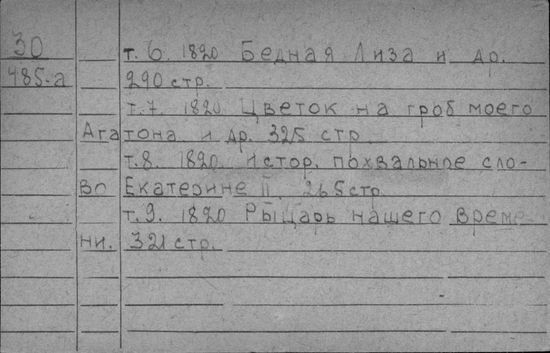 30 т. 6. 1820 Бедная Лиза и др.
485-а 290 стр.
т. 7. 1820. Цветок на гроб моего
Агатона и др. 325 стр.
т. 8. 1820. Истор. похвальное сло-
во Екатерине II. 265 стр.
т. 9. 1820 Рыцарь нашего време-
ни. 321 стр.